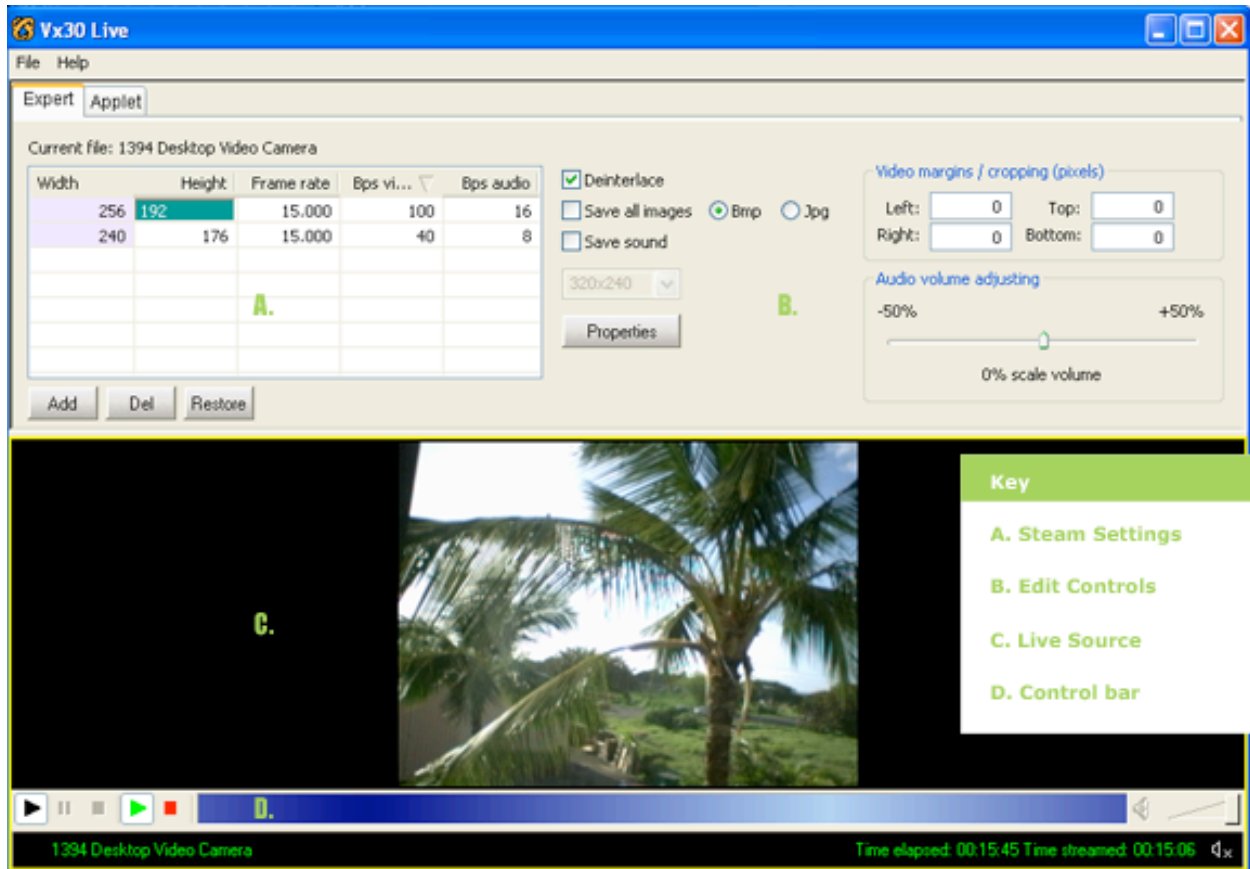 Vx30 Live
File Help
Expert Applet
Current file: 1394 Desktop Video Camera
Width Height Frame rate Bps vi... Bps audio
256 192 15.000 100 16
240 176 15.000 40 8
A.
Add Del Restore
Deinterlace
Save all images Bmp Jpg
Save sound
320x240
Properties
B.
Video margins / cropping (pixels)
Left: 0 Top: 0
Right: 0 Bottom: 0
Audio volume adjusting
-50% +50%
0% scale volume
C.
Key
A. Steam Settings
B. Edit Controls
C. Live Source
D. Control bar
D.
1394 Desktop Video Camera Time elapsed: 00:15:45 Time streamed: 00:15:06